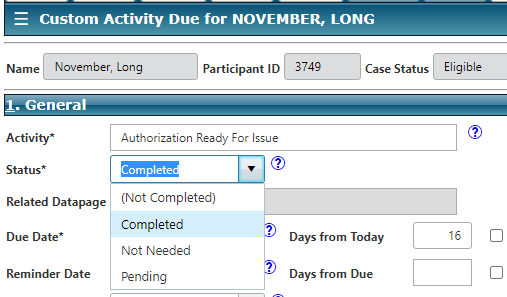 ☰ Custom Activity Due for NOVEMBER, LONG
Name November, Long Participant ID 3749 Case Status Eligible
1. General
Activity* Authorization Ready For Issue ?
Status* Completed ▼ ?
(Not Completed)
Related Datapage
Completed
Due Date* ? Days from Today 16
Not Needed
Reminder Date ? Days from Due
Pending